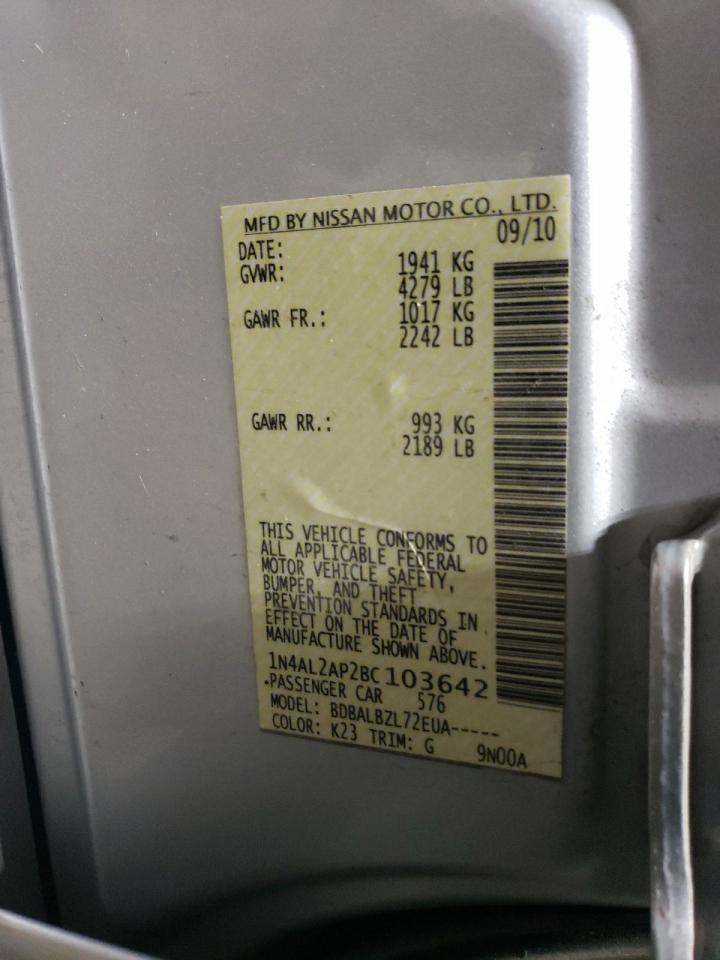 MFD BY NISSAN MOTOR CO., LTD.
DATE: 09/10
GVWR: 1941 KG
4279 LB
GAWR FR.: 1017 KG
2242 LB
GAWR RR.: 993 KG
2189 LB
THIS VEHICLE CONFORMS TO
ALL APPLICABLE FEDERAL
MOTOR VEHICLE SAFETY,
BUMPER, AND THEFT
PREVENTION STANDARDS IN
EFFECT ON THE DATE OF
MANUFACTURE SHOWN ABOVE.
1N4AL2AP2BC103642
•PASSENGER CAR 576
MODEL: BDBALBZL72EUA-----
COLOR: K23 TRIM: G 9N00A